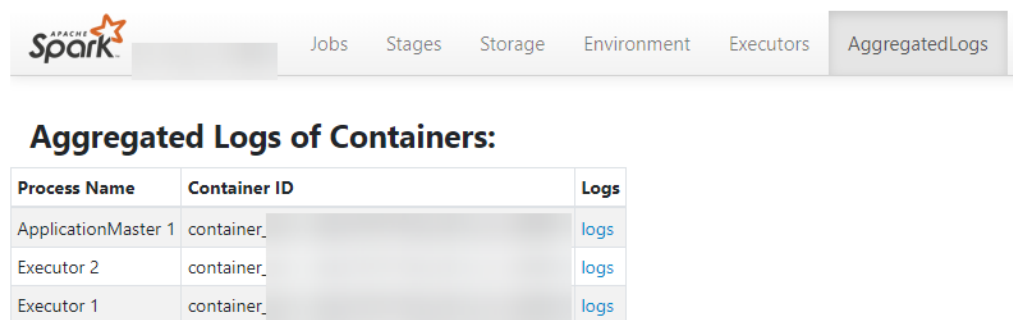 APACHE
Spark™ Jobs Stages Storage Environment Executors AggregatedLogs
Aggregated Logs of Containers:
Process Name Container ID Logs
ApplicationMaster 1 container_ logs
Executor 2 container_ logs
Executor 1 container_ logs